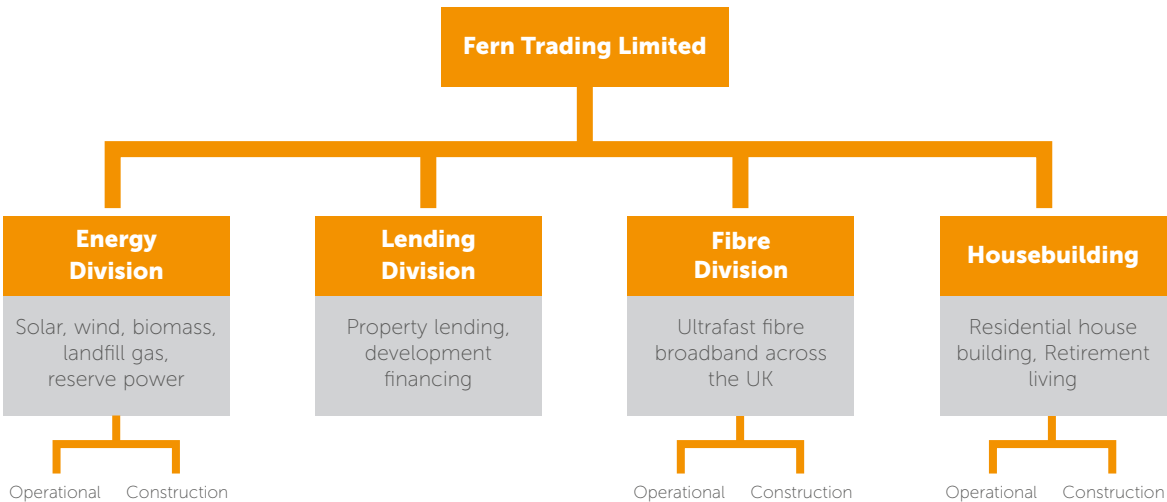 Fern Trading Limited
Energy
Division
Solar, wind, biomass,
landfill gas,
reserve power
Operational
Construction
Lending
Division
Property lending,
development
financing
Fibre
Division
Ultrafast fibre
broadband across
the UK
Operational
Construction
Housebuilding
Residential house
building, Retirement
living
Operational
Construction